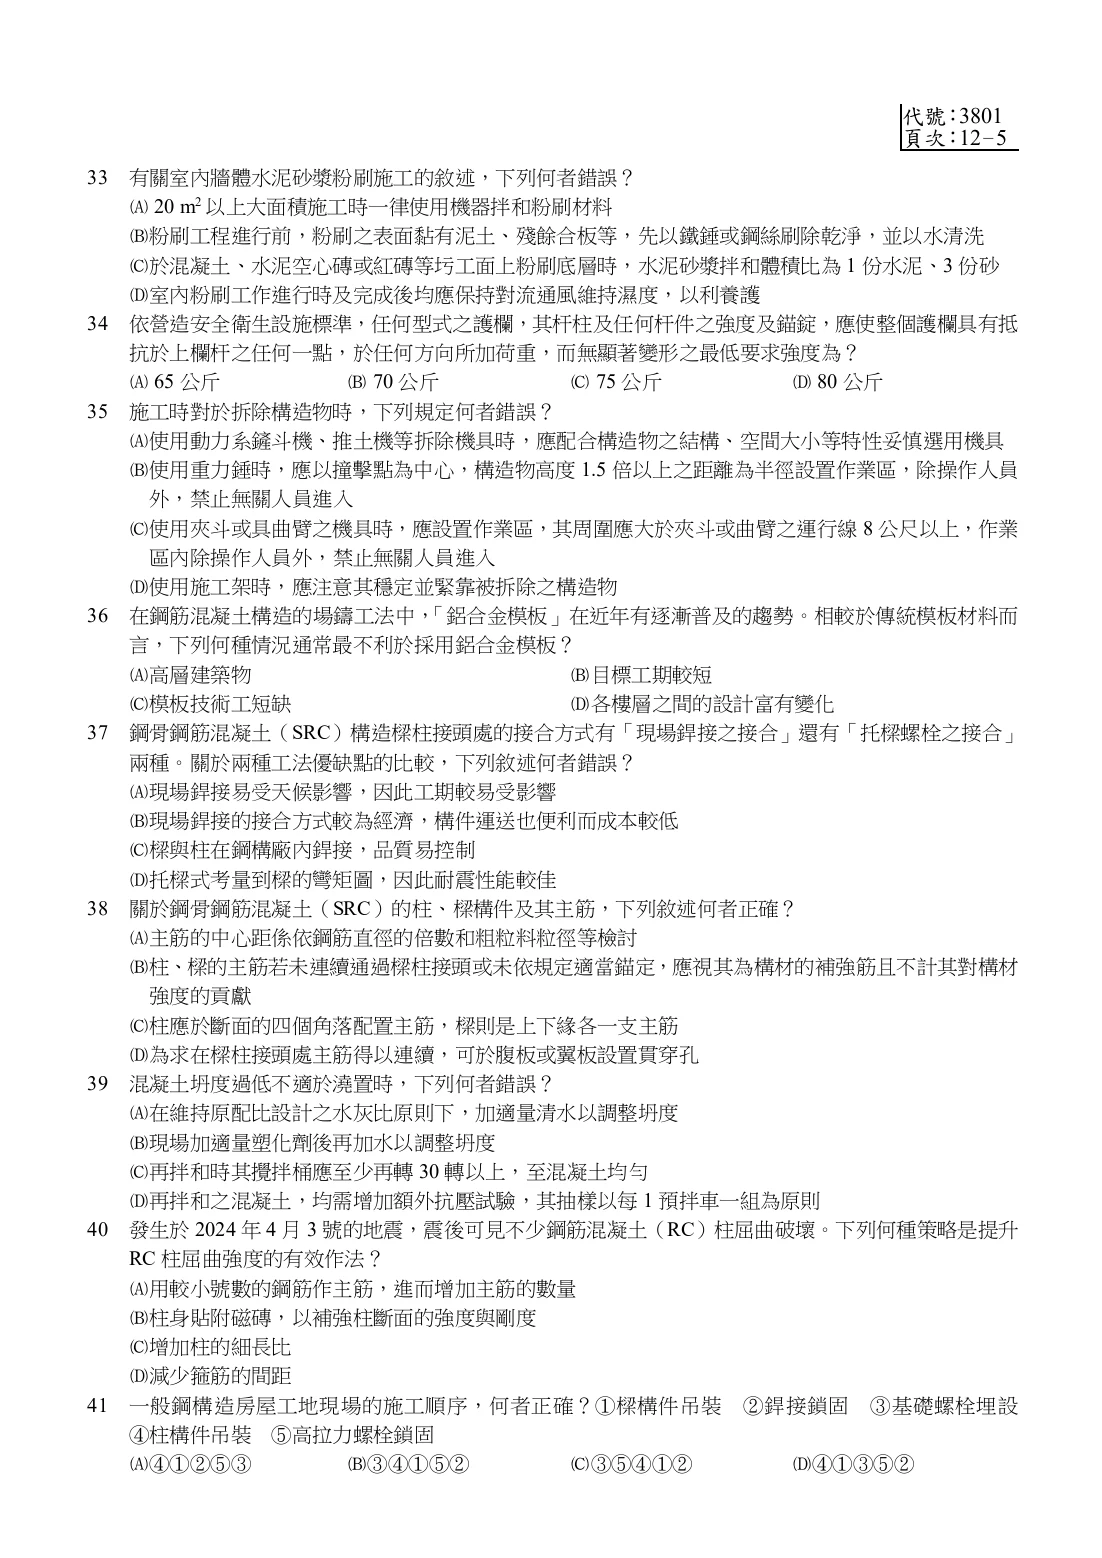 代號：3801
頁次：12－5
33 有關室內牆體水泥砂漿粉刷施工的敘述，下列何者錯誤？
(A) 20 m² 以上大面積施工時一律使用機器拌和粉刷材料
(B)粉刷工程進行前，粉刷之表面黏有泥土、殘餘合板等，先以鐵錘或鋼絲刷除乾淨，並以水清洗
(C)於混凝土、水泥空心磚或紅磚等圬工面上粉刷底層時，水泥砂漿拌和體積比為 1 份水泥、3 份砂
(D)室內粉刷工作進行時及完成後均應保持對流通風維持濕度，以利養護
34 依營造安全衛生設施標準，任何型式之護欄，其杆柱及任何杆件之強度及錨錠，應使整個護欄具有抵
抗於上欄杆之任何一點，於任何方向所加荷重，而無顯著變形之最低要求強度為？
(A) 65 公斤 (B) 70 公斤 (C) 75 公斤 (D) 80 公斤
35 施工時對於拆除構造物時，下列規定何者錯誤？
(A)使用動力系鏟斗機、推土機等拆除機具時，應配合構造物之結構、空間大小等特性妥慎選用機具
(B)使用重力錘時，應以撞擊點為中心，構造物高度 1.5 倍以上之距離為半徑設置作業區，除操作人員
外，禁止無關人員進入
(C)使用夾斗或具曲臂之機具時，應設置作業區，其周圍應大於夾斗或曲臂之運行線 8 公尺以上，作業
區內除操作人員外，禁止無關人員進入
(D)使用施工架時，應注意其穩定並緊靠被拆除之構造物
36 在鋼筋混凝土構造的場鑄工法中，「鋁合金模板」在近年有逐漸普及的趨勢。相較於傳統模板材料而
言，下列何種情況通常最不利於採用鋁合金模板？
(A)高層建築物 (B)目標工期較短
(C)模板技術工短缺 (D)各樓層之間的設計富有變化
37 鋼骨鋼筋混凝土（SRC）構造樑柱接頭處的接合方式有「現場銲接之接合」還有「托樑螺栓之接合」
兩種。關於兩種工法優缺點的比較，下列敘述何者錯誤？
(A)現場銲接易受天候影響，因此工期較易受影響
(B)現場銲接的接合方式較為經濟，構件運送也便利而成本較低
(C)樑與柱在鋼構廠內銲接，品質易控制
(D)托樑式考量到樑的彎矩圖，因此耐震性能較佳
38 關於鋼骨鋼筋混凝土（SRC）的柱、樑構件及其主筋，下列敘述何者正確？
(A)主筋的中心距係依鋼筋直徑的倍數和粗粒料粒徑等檢討
(B)柱、樑的主筋若未連續通過樑柱接頭或未依規定適當錨定，應視其為構材的補強筋且不計其對構材
強度的貢獻
(C)柱應於斷面的四個角落配置主筋，樑則是上下緣各一支主筋
(D)為求在樑柱接頭處主筋得以連續，可於腹板或翼板設置貫穿孔
39 混凝土坍度過低不適於澆置時，下列何者錯誤？
(A)在維持原配比設計之水灰比原則下，加適量清水以調整坍度
(B)現場加適量塑化劑後再加水以調整坍度
(C)再拌和時其攪拌桶應至少再轉 30 轉以上，至混凝土均勻
(D)再拌和之混凝土，均需增加額外抗壓試驗，其抽樣以每 1 預拌車一組為原則
40 發生於 2024 年 4 月 3 號的地震，震後可見不少鋼筋混凝土（RC）柱屈曲破壞。下列何種策略是提升
RC 柱屈曲強度的有效作法？
(A)用較小號數的鋼筋作主筋，進而增加主筋的數量
(B)柱身貼附磁磚，以補強柱斷面的強度與剛度
(C)增加柱的細長比
(D)減少箍筋的間距
41 一般鋼構造房屋工地現場的施工順序，何者正確？①樑構件吊裝 ②銲接鎖固 ③基礎螺栓埋設
④柱構件吊裝 ⑤高拉力螺栓鎖固
(A)④①②⑤③ (B)③④①⑤② (C)③⑤④①② (D)④①③⑤②